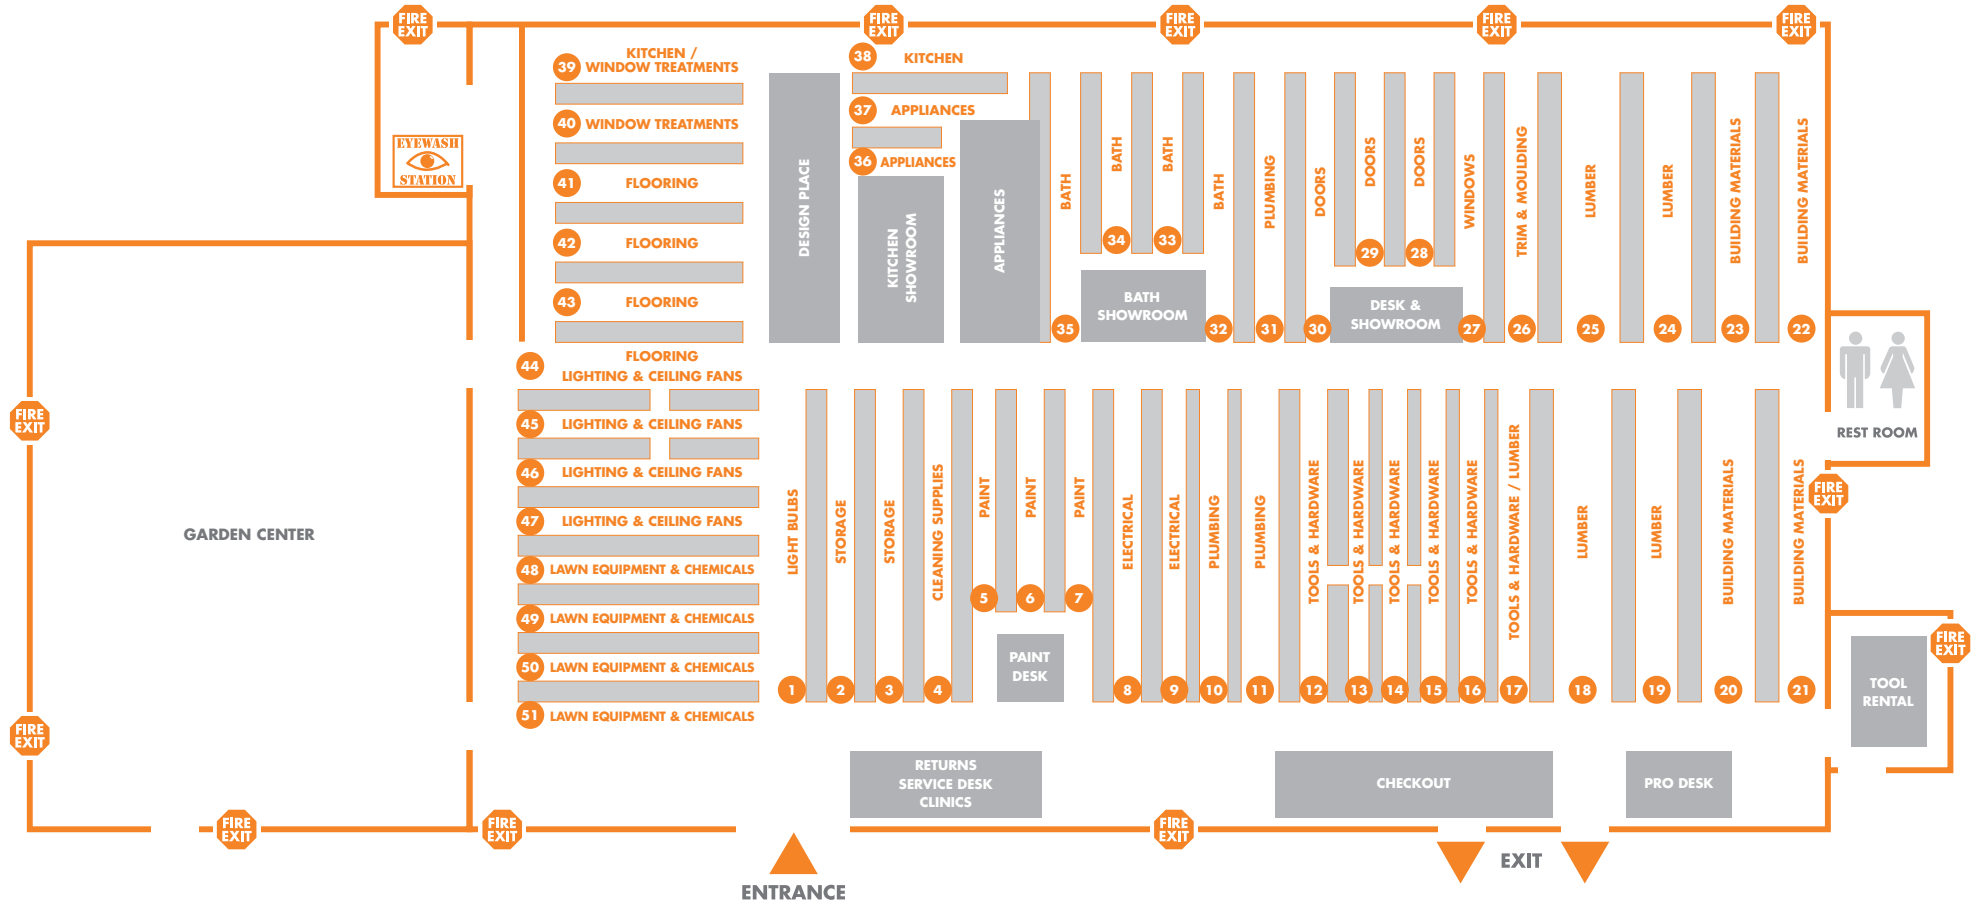 FIRE
EXIT
FIRE
EXIT
FIRE
EXIT
FIRE
EXIT
FIRE
EXIT
39
KITCHEN /
WINDOW TREATMENTS
40
WINDOW TREATMENTS
41
FLOORING
42
FLOORING
43
FLOORING
44
FLOORING
LIGHTING & CEILING FANS
45
LIGHTING & CEILING FANS
46
LIGHTING & CEILING FANS
47
LIGHTING & CEILING FANS
48
LAWN EQUIPMENT & CHEMICALS
49
LAWN EQUIPMENT & CHEMICALS
50
LAWN EQUIPMENT & CHEMICALS
51
LAWN EQUIPMENT & CHEMICALS
EYEWASH
STATION
DESIGN PLACE
38
KITCHEN
37
APPLIANCES
36
APPLIANCES
KITCHEN
SHOWROOM
APPLIANCES
BATH
35
BATH
34
BATH
33
BATH
32
BATH
SHOWROOM
PLUMBING
31
DOORS
30
DOORS
29
DOORS
28
DESK &
SHOWROOM
WINDOWS
27
TRIM & MOULDING
26
LUMBER
25
LUMBER
24
BUILDING MATERIALS
23
BUILDING MATERIALS
22
REST ROOM
FIRE
EXIT
FIRE
EXIT
GARDEN CENTER
LIGHT BULBS
1
STORAGE
2
STORAGE
3
CLEANING SUPPLIES
4
PAINT
5
PAINT
6
PAINT
7
PAINT
DESK
ELECTRICAL
8
ELECTRICAL
9
PLUMBING
10
PLUMBING
11
TOOLS & HARDWARE
12
TOOLS & HARDWARE
13
TOOLS & HARDWARE
14
TOOLS & HARDWARE
15
TOOLS & HARDWARE
16
TOOLS & HARDWARE / LUMBER
17
LUMBER
18
LUMBER
19
BUILDING MATERIALS
20
BUILDING MATERIALS
21
FIRE
EXIT
TOOL
RENTAL
FIRE
EXIT
RETURNS
SERVICE DESK
CLINICS
CHECKOUT
PRO DESK
FIRE
EXIT
FIRE
EXIT
FIRE
EXIT
ENTRANCE
EXIT